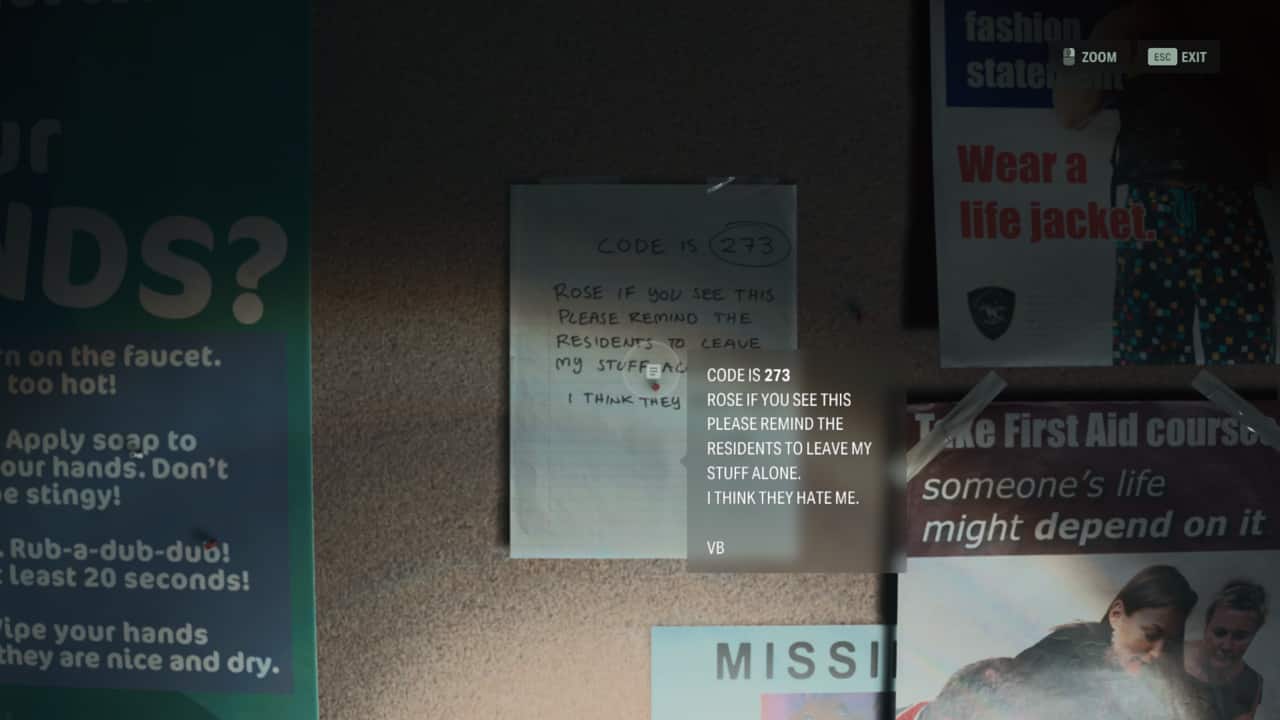 fashion
ZOOM
ESC EXIT
Wear a
life jacket.
NDS?
CODE IS 273
ROSE IF YOU SEE THIS
PLEASE REMIND THE
RESIDENTS TO LEAVE
MY STUFF
I THINK THEY
CODE IS 273
ROSE IF YOU SEE THIS
PLEASE REMIND THE
RESIDENTS TO LEAVE MY
STUFF ALONE.
I THINK THEY HATE ME.
VB
on the faucet.
too hot!
Apply soap to
our hands. Don't
stingy!
Rub-a-dub-dub!
least 20 seconds!
your hands
they are nice and dry.
Take First Aid
someone's life
might depend on it
MISSI